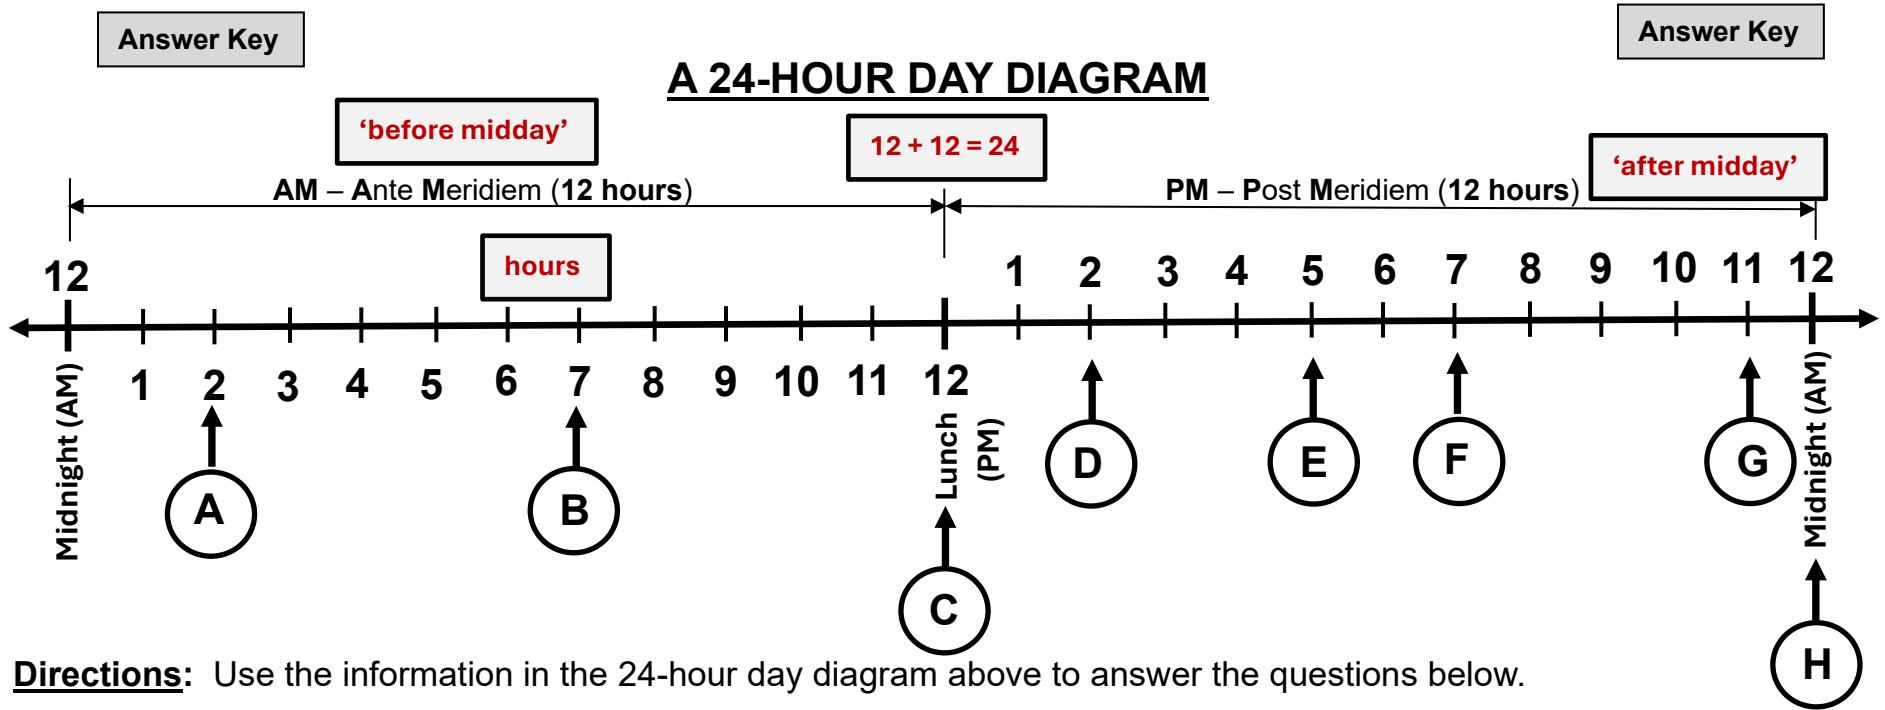 Answer Key
Answer Key
A 24-HOUR DAY DIAGRAM
‘before midday’
12 + 12 = 24
‘after midday’
AM – Ante Meridiem (12 hours)
PM – Post Meridiem (12 hours)
hours
12
1 2 3 4 5 6 7 8 9 10 11 12
1 2 3 4 5 6 7 8 9 10 11 12
Midnight (AM)
Lunch
(PM)
Midnight (AM)
A
B
C
D
E
F
G
H
Directions: Use the information in the 24-hour day diagram above to answer the questions below.